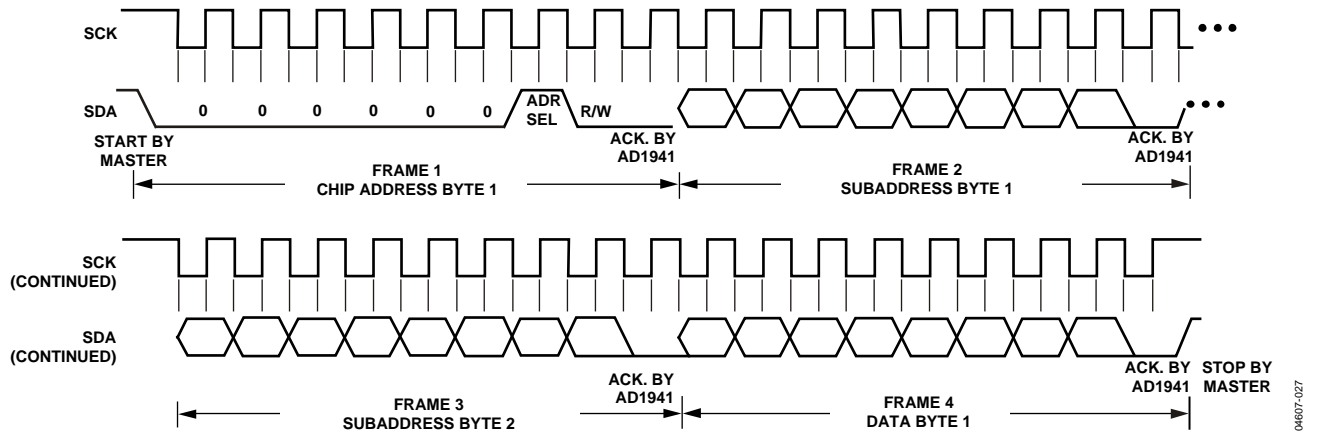 SCK
SDA
0 0 0 0 0 0
ADR
SEL
R/W
START BY
MASTER
ACK. BY
AD1941
ACK. BY
AD1941
FRAME 1
CHIP ADDRESS BYTE 1
FRAME 2
SUBADDRESS BYTE 1
SCK
(CONTINUED)
SDA
(CONTINUED)
ACK. BY
AD1941
ACK. BY
AD1941
STOP BY
MASTER
FRAME 3
SUBADDRESS BYTE 2
FRAME 4
DATA BYTE 1
04607-027